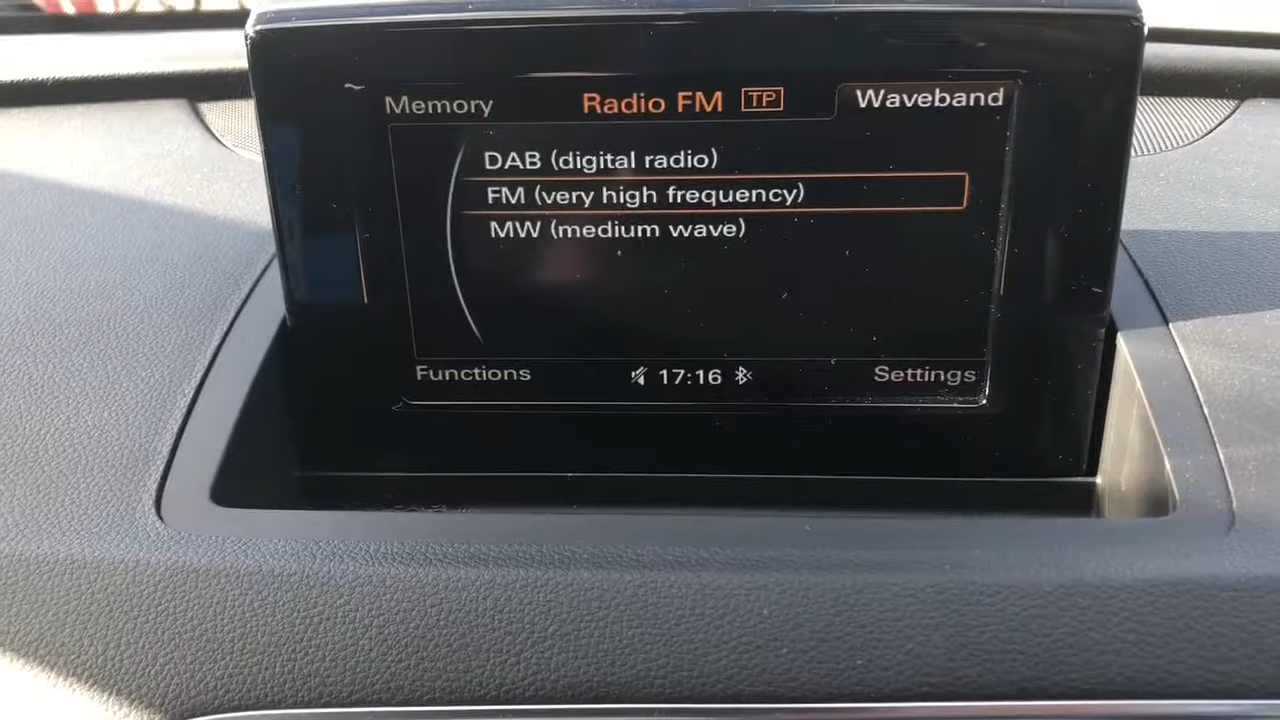 Memory Radio FM TP Waveband
DAB (digital radio)
FM (very high frequency)
MW (medium wave)
Functions 17:16 Settings